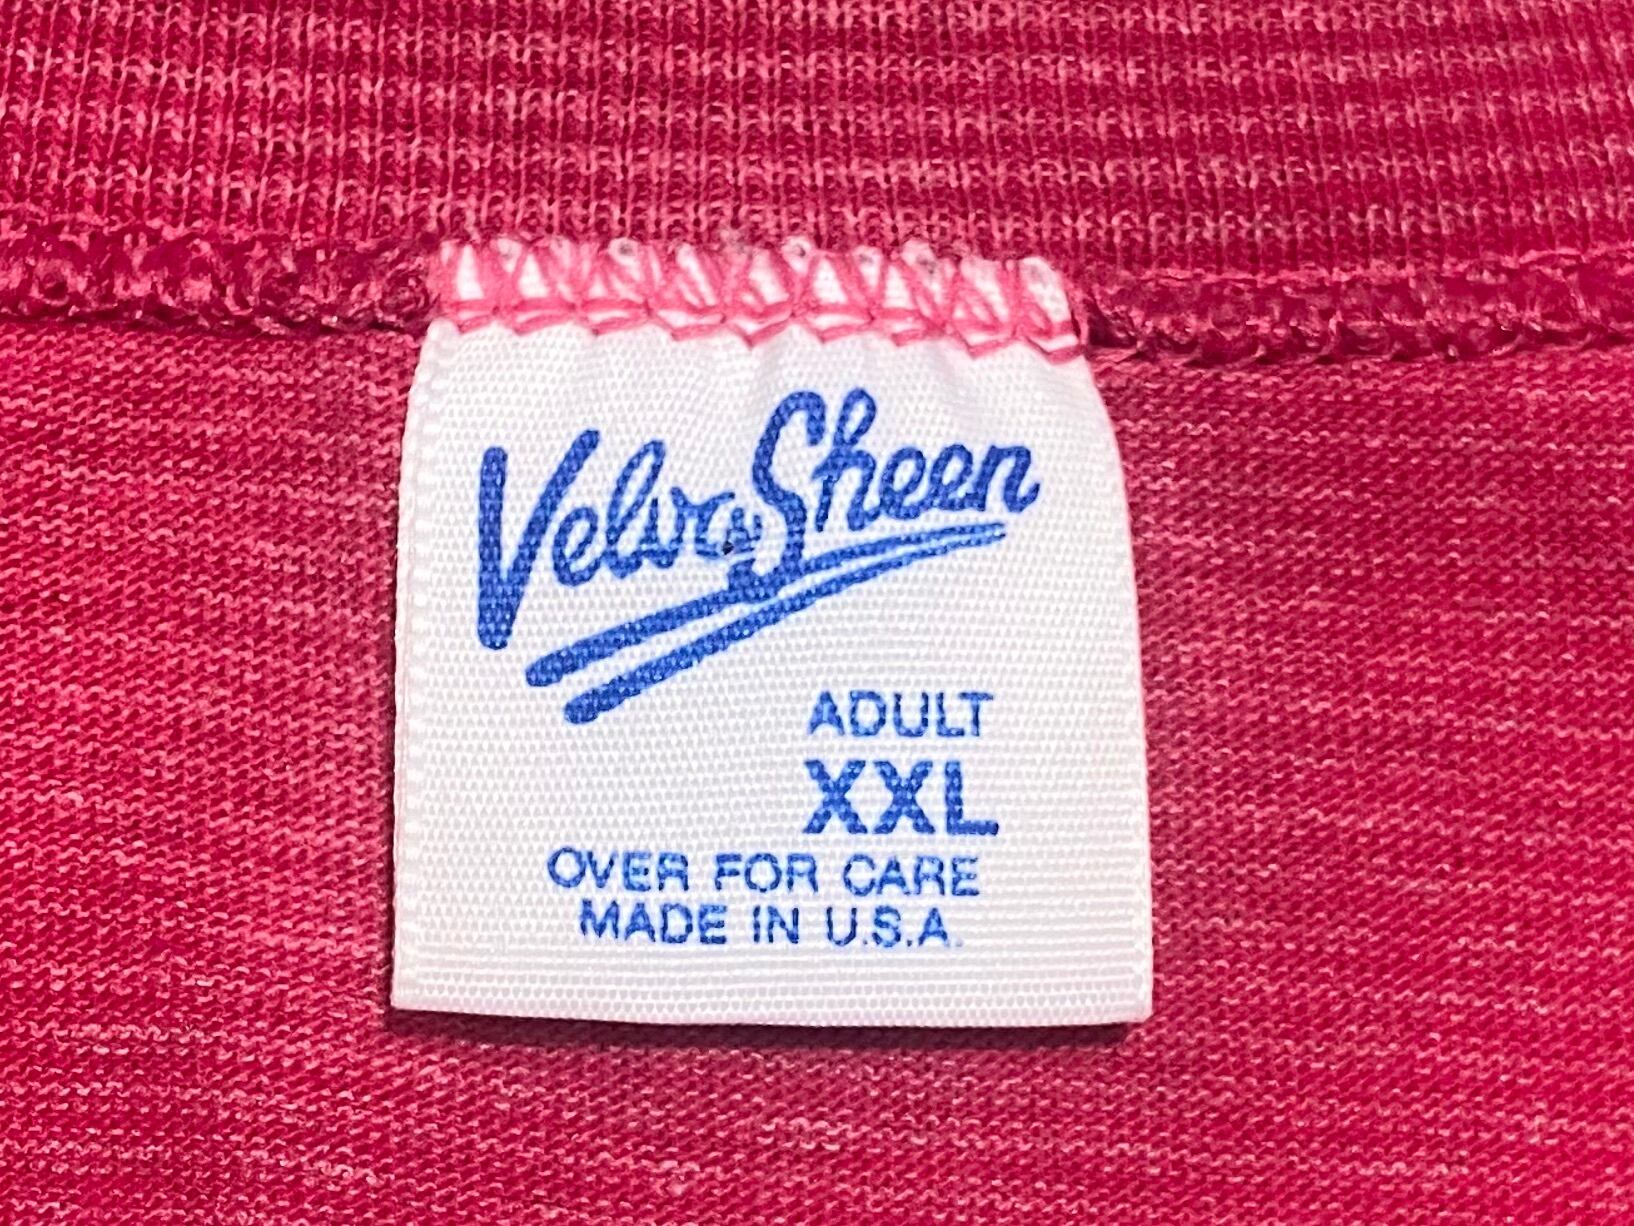 Velva Sheen
ADULT
XXL
OVER FOR CARE
MADE IN U.S.A.